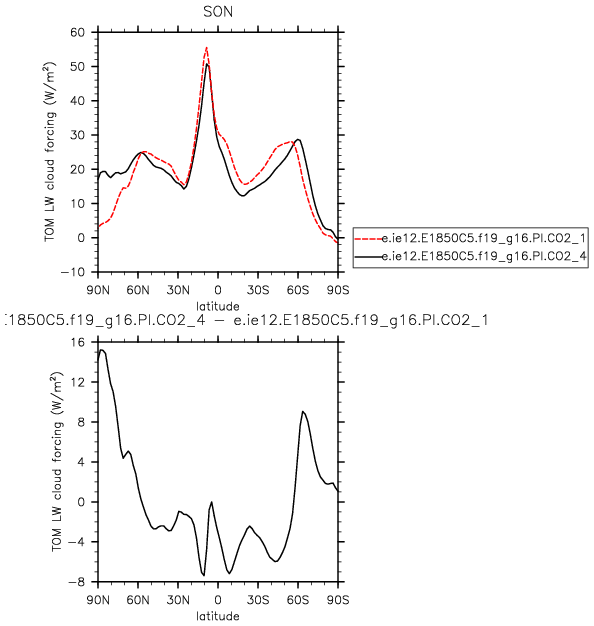 SON
TOM LW cloud forcing (W/m²)
60
50
40
30
20
10
0
−10
90N 60N 30N 0 30S 60S 90S
latitude
e.ie12.E1850C5.f19_g16.PI.CO2_1
e.ie12.E1850C5.f19_g16.PI.CO2_4
:1850C5.f19_g16.PI.CO2_4 − e.ie12.E1850C5.f19_g16.PI.CO2_1
TOM LW cloud forcing (W/m²)
16
12
8
4
0
−4
−8
90N 60N 30N 0 30S 60S 90S
latitude